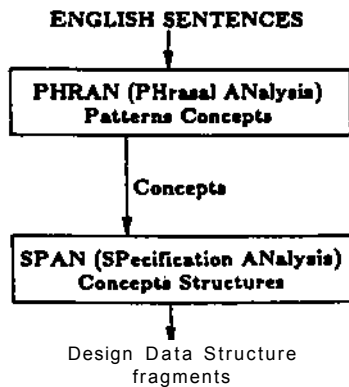 ENGLISH SENTENCES
PHRAN (PHrasal ANalysis)
Patterns Concepts
Concepts
SPAN (SPecification ANalysis)
Concepts Structures
Design Data Structure
fragments